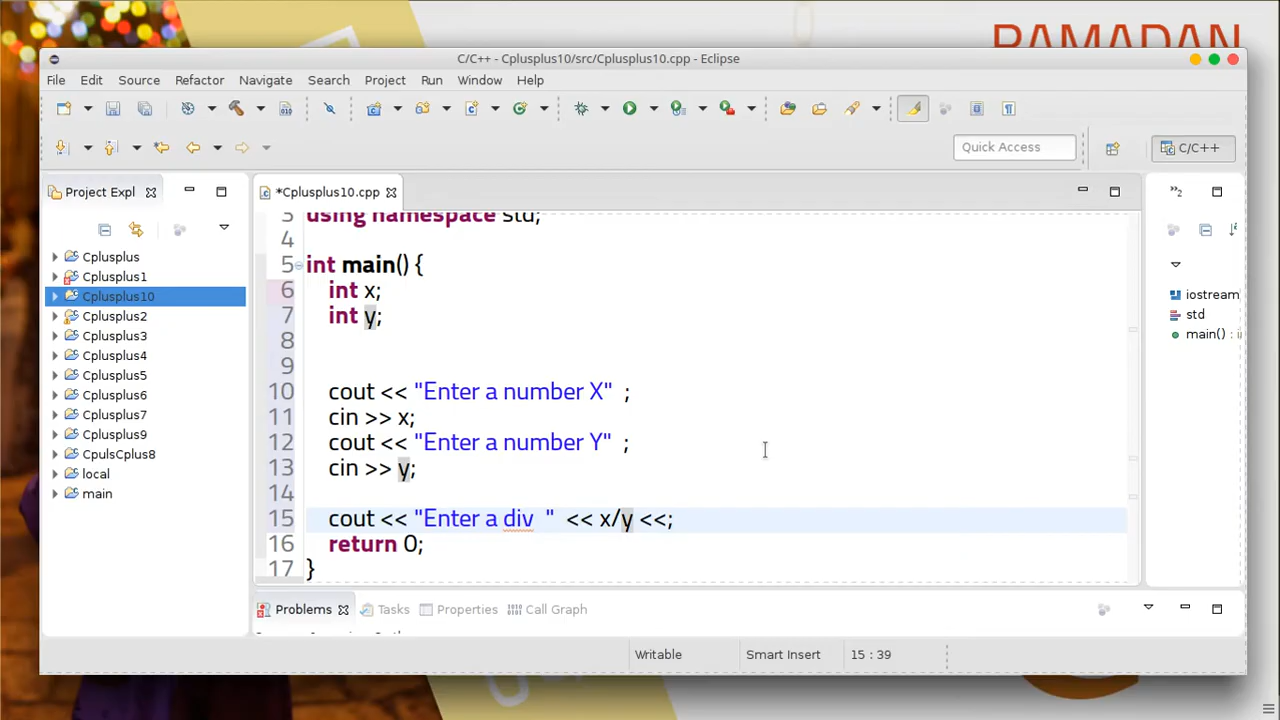 RAMADAN
C/C++ - Cplusplus10/src/Cplusplus10.cpp - Eclipse
File Edit Source Refactor Navigate Search Project Run Window Help
Quick Access
C/C++
Project Expl
*Cplusplus10.cpp
3 using namespace std;
4
5 int main() {
6 int x;
7 int y;
8
9
10 cout << "Enter a number X" ;
11 cin >> x;
12 cout << "Enter a number Y" ;
13 cin >> y;
14
15 cout << "Enter a div " << x/y <<;
16 return 0;
17 }
Cplusplus
Cplusplus1
Cplusplus10
Cplusplus2
Cplusplus3
Cplusplus4
Cplusplus5
Cplusplus6
Cplusplus7
Cplusplus9
CpulsCplus8
local
main
»2
iostream
std
main() :
Problems Tasks Properties Call Graph
Writable Smart Insert 15 : 39